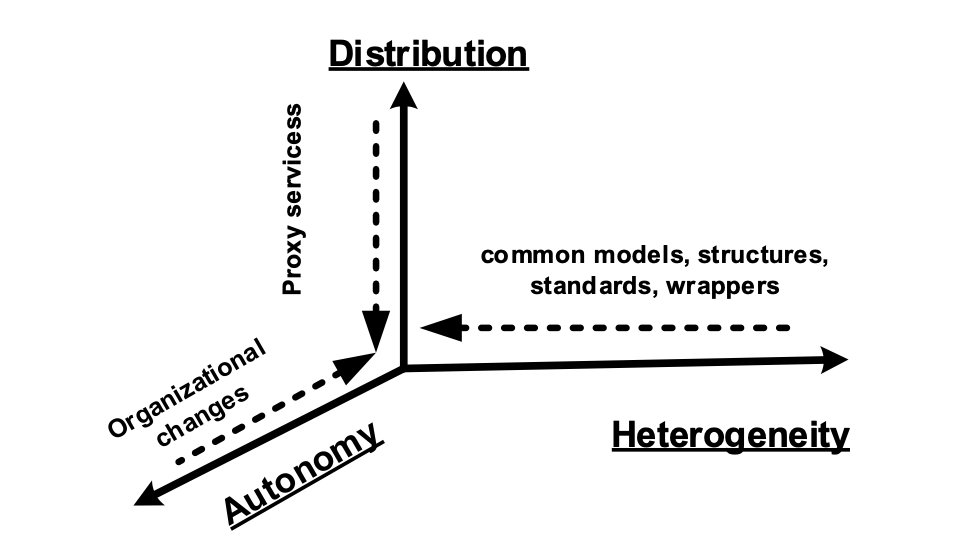 Distribution
Proxy servicess
common models, structures,
standards, wrappers
Organizational
changes
Autonomy
Heterogeneity